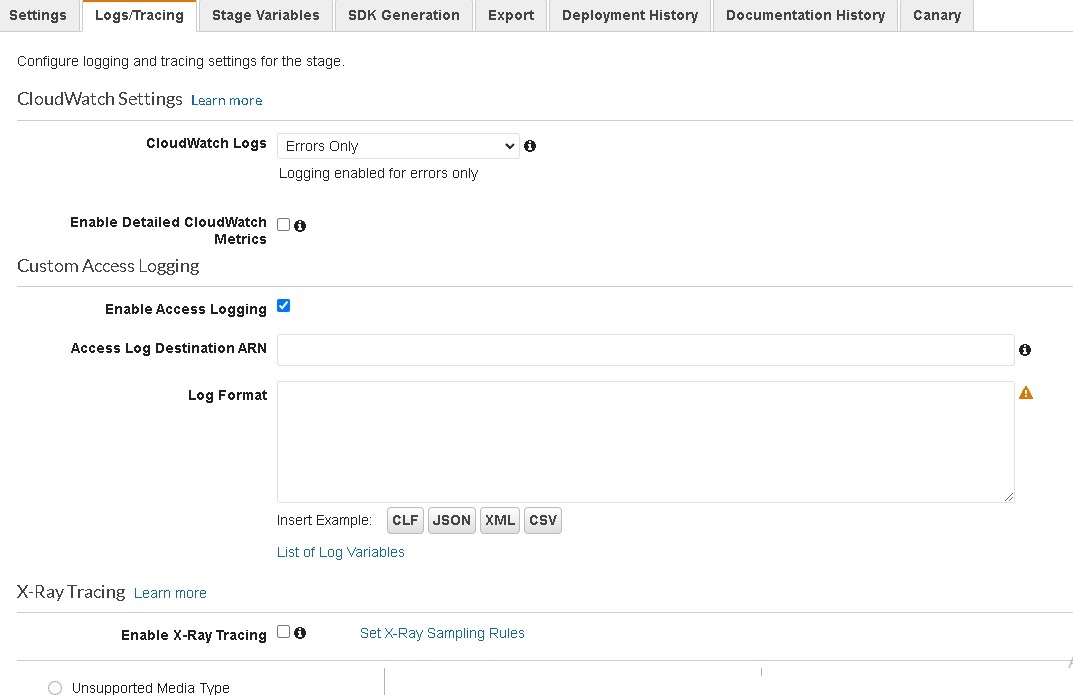 Settings Logs/Tracing Stage Variables SDK Generation Export Deployment History Documentation History Canary
Configure logging and tracing settings for the stage.
CloudWatch Settings Learn more
CloudWatch Logs Errors Only
Logging enabled for errors only
Enable Detailed CloudWatch
Metrics
Custom Access Logging
Enable Access Logging
Access Log Destination ARN
Log Format
Insert Example: CLF JSON XML CSV
List of Log Variables
X-Ray Tracing Learn more
Enable X-Ray Tracing Set X-Ray Sampling Rules
Unsupported Media Type